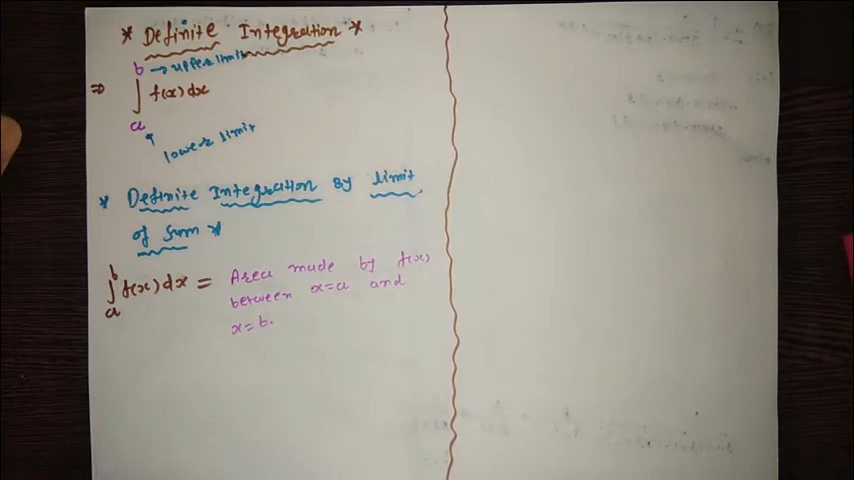 * Definite Integration *
b → upper limit
⇒ ∫ f(x) dx
a
lower limit
* Definite Integration By limit
of sum *
∫ₐᵇ f(x) dx = Area made by f(x)
between x=a and
x=b.